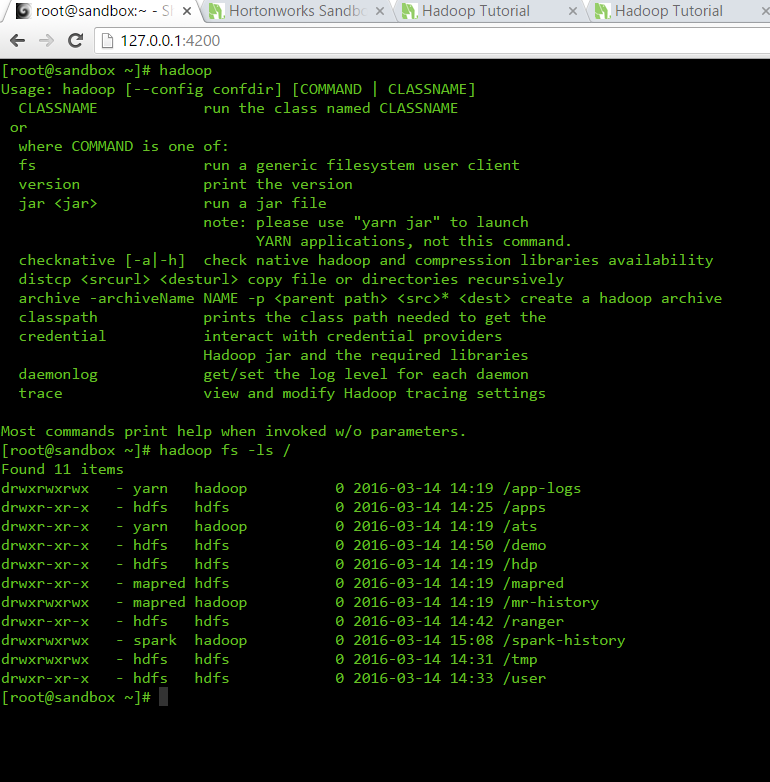 root@sandbox:~ - S
Hortonworks Sandb
Hadoop Tutorial
Hadoop Tutorial
127.0.0.1:4200
[root@sandbox ~]# hadoop
Usage: hadoop [--config confdir] [COMMAND | CLASSNAME]
  CLASSNAME            run the class named CLASSNAME
 or
  where COMMAND is one of:
  fs                   run a generic filesystem user client
  version              print the version
  jar <jar>            run a jar file
                       note: please use "yarn jar" to launch
                             YARN applications, not this command.
  checknative [-a|-h]  check native hadoop and compression libraries availability
  distcp <srcurl> <desturl> copy file or directories recursively
  archive -archiveName NAME -p <parent path> <src>* <dest> create a hadoop archive
  classpath            prints the class path needed to get the
  credential           interact with credential providers
                       Hadoop jar and the required libraries
  daemonlog            get/set the log level for each daemon
  trace                view and modify Hadoop tracing settings
Most commands print help when invoked w/o parameters.
[root@sandbox ~]# hadoop fs -ls /
Found 11 items
drwxrwxrwx   - yarn   hadoop          0 2016-03-14 14:19 /app-logs
drwxr-xr-x   - hdfs   hdfs            0 2016-03-14 14:25 /apps
drwxr-xr-x   - yarn   hadoop          0 2016-03-14 14:19 /ats
drwxr-xr-x   - hdfs   hdfs            0 2016-03-14 14:50 /demo
drwxr-xr-x   - hdfs   hdfs            0 2016-03-14 14:19 /hdp
drwxr-xr-x   - mapred hdfs            0 2016-03-14 14:19 /mapred
drwxrwxrwx   - mapred hadoop          0 2016-03-14 14:19 /mr-history
drwxr-xr-x   - hdfs   hdfs            0 2016-03-14 14:42 /ranger
drwxrwxrwx   - spark  hadoop          0 2016-03-14 15:08 /spark-history
drwxrwxrwx   - hdfs   hdfs            0 2016-03-14 14:31 /tmp
drwxr-xr-x   - hdfs   hdfs            0 2016-03-14 14:33 /user
[root@sandbox ~]#